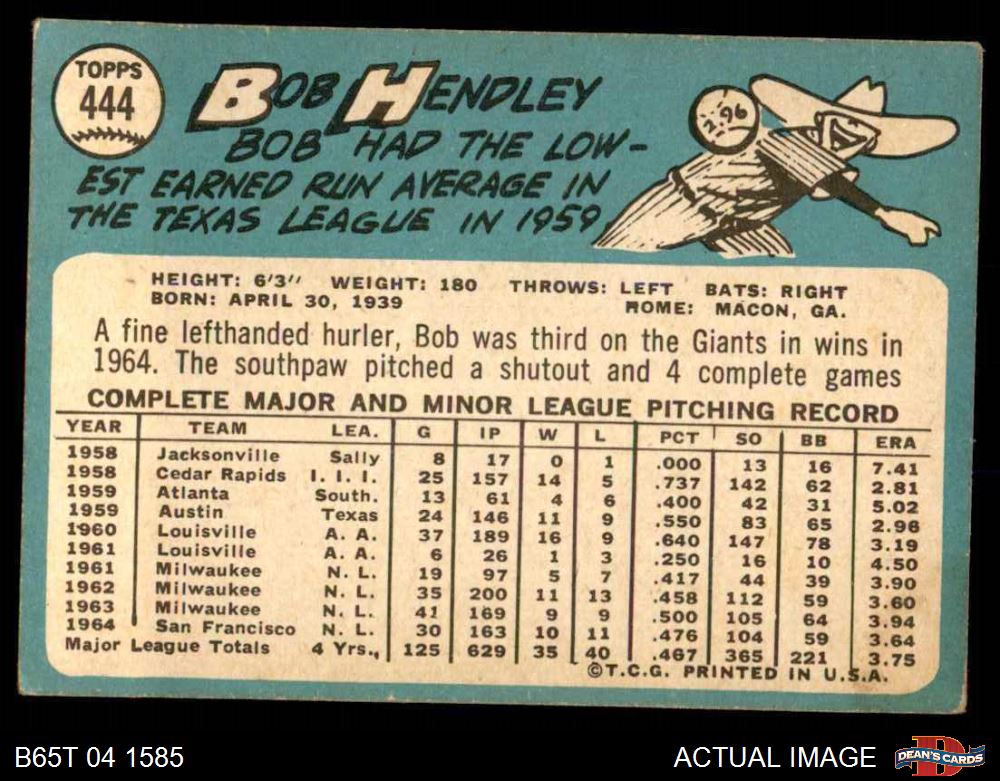 TOPPS
444
BOB HENDLEY
BOB HAD THE LOW-
EST EARNED RUN AVERAGE IN
THE TEXAS LEAGUE IN 1959
2.96
HEIGHT: 6'3" WEIGHT: 180 THROWS: LEFT BATS: RIGHT
BORN: APRIL 30, 1939 HOME: MACON, GA.
A fine lefthanded hurler, Bob was third on the Giants in wins in
1964. The southpaw pitched a shutout and 4 complete games
COMPLETE MAJOR AND MINOR LEAGUE PITCHING RECORD
YEAR TEAM LEA. G IP W L PCT SO BB ERA
1958 Jacksonville Sally 8 17 0 1 .000 13 16 7.41
1958 Cedar Rapids I. I. I. 25 157 14 5 .737 142 62 2.81
1959 Atlanta South. 13 61 4 6 .400 42 31 5.02
1959 Austin Texas 24 146 11 9 .550 83 65 2.96
1960 Louisville A. A. 37 189 16 9 .640 147 78 3.19
1961 Louisville A. A. 6 26 1 3 .250 16 10 4.50
1961 Milwaukee N. L. 19 97 5 7 .417 44 39 3.90
1962 Milwaukee N. L. 35 200 11 13 .458 112 59 3.60
1963 Milwaukee N. L. 41 169 9 9 .500 105 64 3.94
1964 San Francisco N. L. 30 163 10 11 .476 104 59 3.64
Major League Totals 4 Yrs., 125 629 35 40 .467 365 221 3.75
©T.C.G. PRINTED IN U.S.A.
B65T 04 1585
ACTUAL IMAGE
DEAN'S CARDS